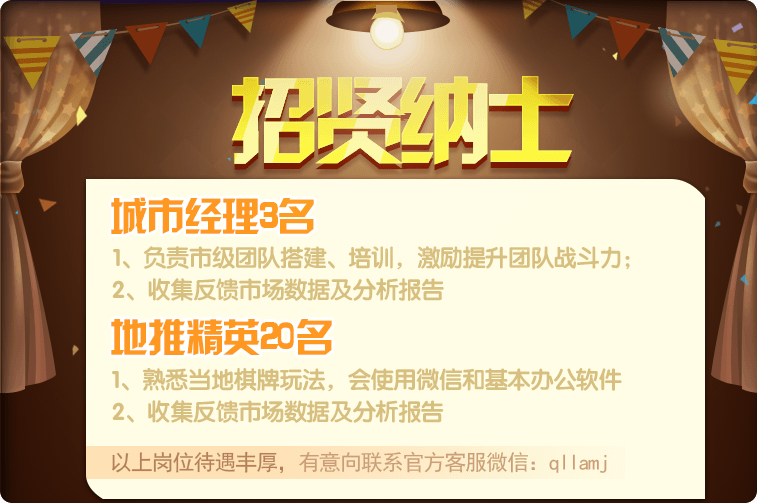 招贤纳士
城市经理3名
1、负责市级团队搭建、培训，激励提升团队战斗力；
2、收集反馈市场数据及分析报告
地推精英20名
1、熟悉当地棋牌玩法，会使用微信和基本办公软件
2、收集反馈市场数据及分析报告
以上岗位待遇丰厚，有意向联系官方客服微信：qllamj